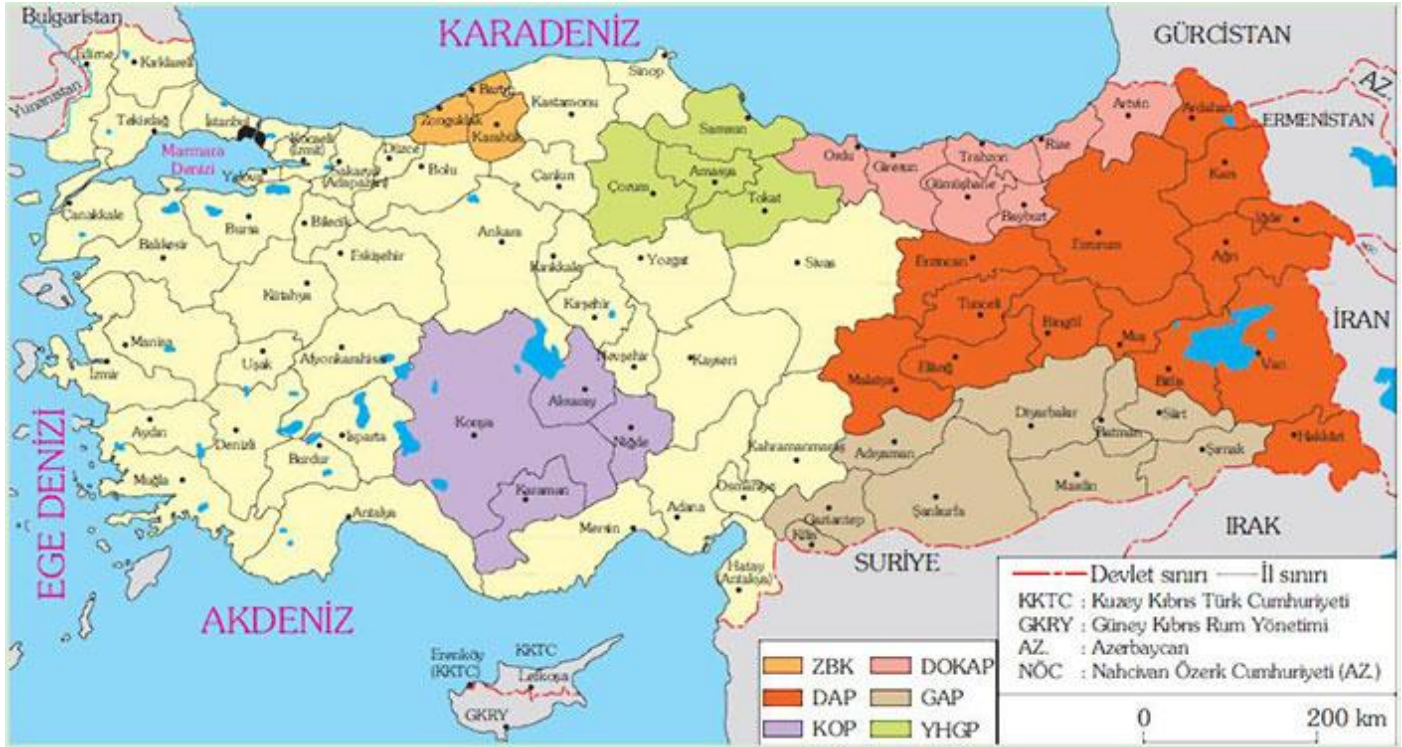 Bulgaristan
KARADENİZ
GÜRCİSTAN
Yunanistan
Edirne
Kırklareli
Tekirdağ
İstanbul
Marmara
Denizi
Kocaeli
(İzmit)
Yalova
Sakarya
(Adapazarı)
Düzce
Bolu
Zonguldak
Bartın
Karabük
Kastamonu
Sinop
Çankırı
Samsun
Amasya
Çorum
Tokat
Ordu
Giresun
Trabzon
Rize
Artvin
Gümüşhane
Bayburt
Ardahan
Kars
Iğdır
Ağrı
Erzurum
AZ.
ERMENİSTAN
Çanakkale
Balıkesir
Bursa
Bilecik
Eskişehir
Kütahya
Ankara
Kırıkkale
Yozgat
Sivas
Erzincan
Tunceli
Bingöl
Muş
Van
Bitlis
Elazığ
Malatya
İRAN
Kırşehir
Nevşehir
Kayseri
Manisa
İzmir
Uşak
Afyonkarahisar
Aydın
Denizli
Isparta
Burdur
Muğla
Antalya
Konya
Aksaray
Niğde
Karaman
Mersin
Adana
Osmaniye
Kahramanmaraş
Hatay
(Antakya)
Adıyaman
Diyarbakır
Batman
Siirt
Şırnak
Hakkâri
Mardin
Şanlıurfa
Gaziantep
Kilis
EGE DENİZİ
AKDENİZ
SURİYE
IRAK
Erenköy
(KKTC)
KKTC
Lefkoşa
GKRY
ZBK
DAP
KOP
DOKAP
GAP
YHGP
Devlet sınırı
İl sınırı
KKTC : Kuzey Kıbrıs Türk Cumhuriyeti
GKRY : Güney Kıbrıs Rum Yönetimi
AZ. : Azerbaycan
NÖC : Nahcivan Özerk Cumhuriyeti (AZ.)
0 200 km